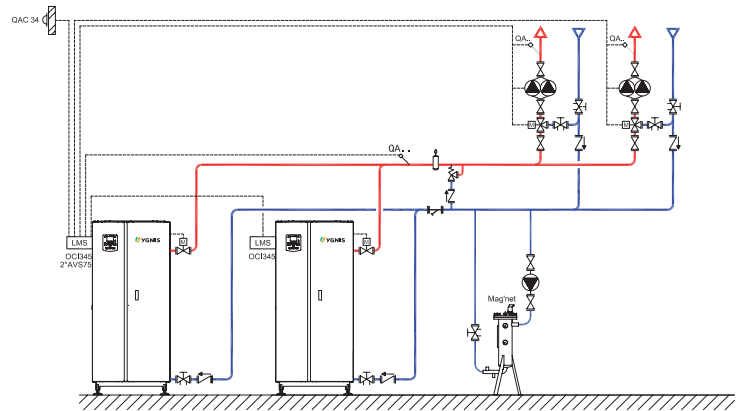 QAC 34
QA..
QA..
M
M
QA..
LMS
YGNIS
M
LMS
YGNIS
M
OCI345
2*AVS75
OCI345
Mag'net